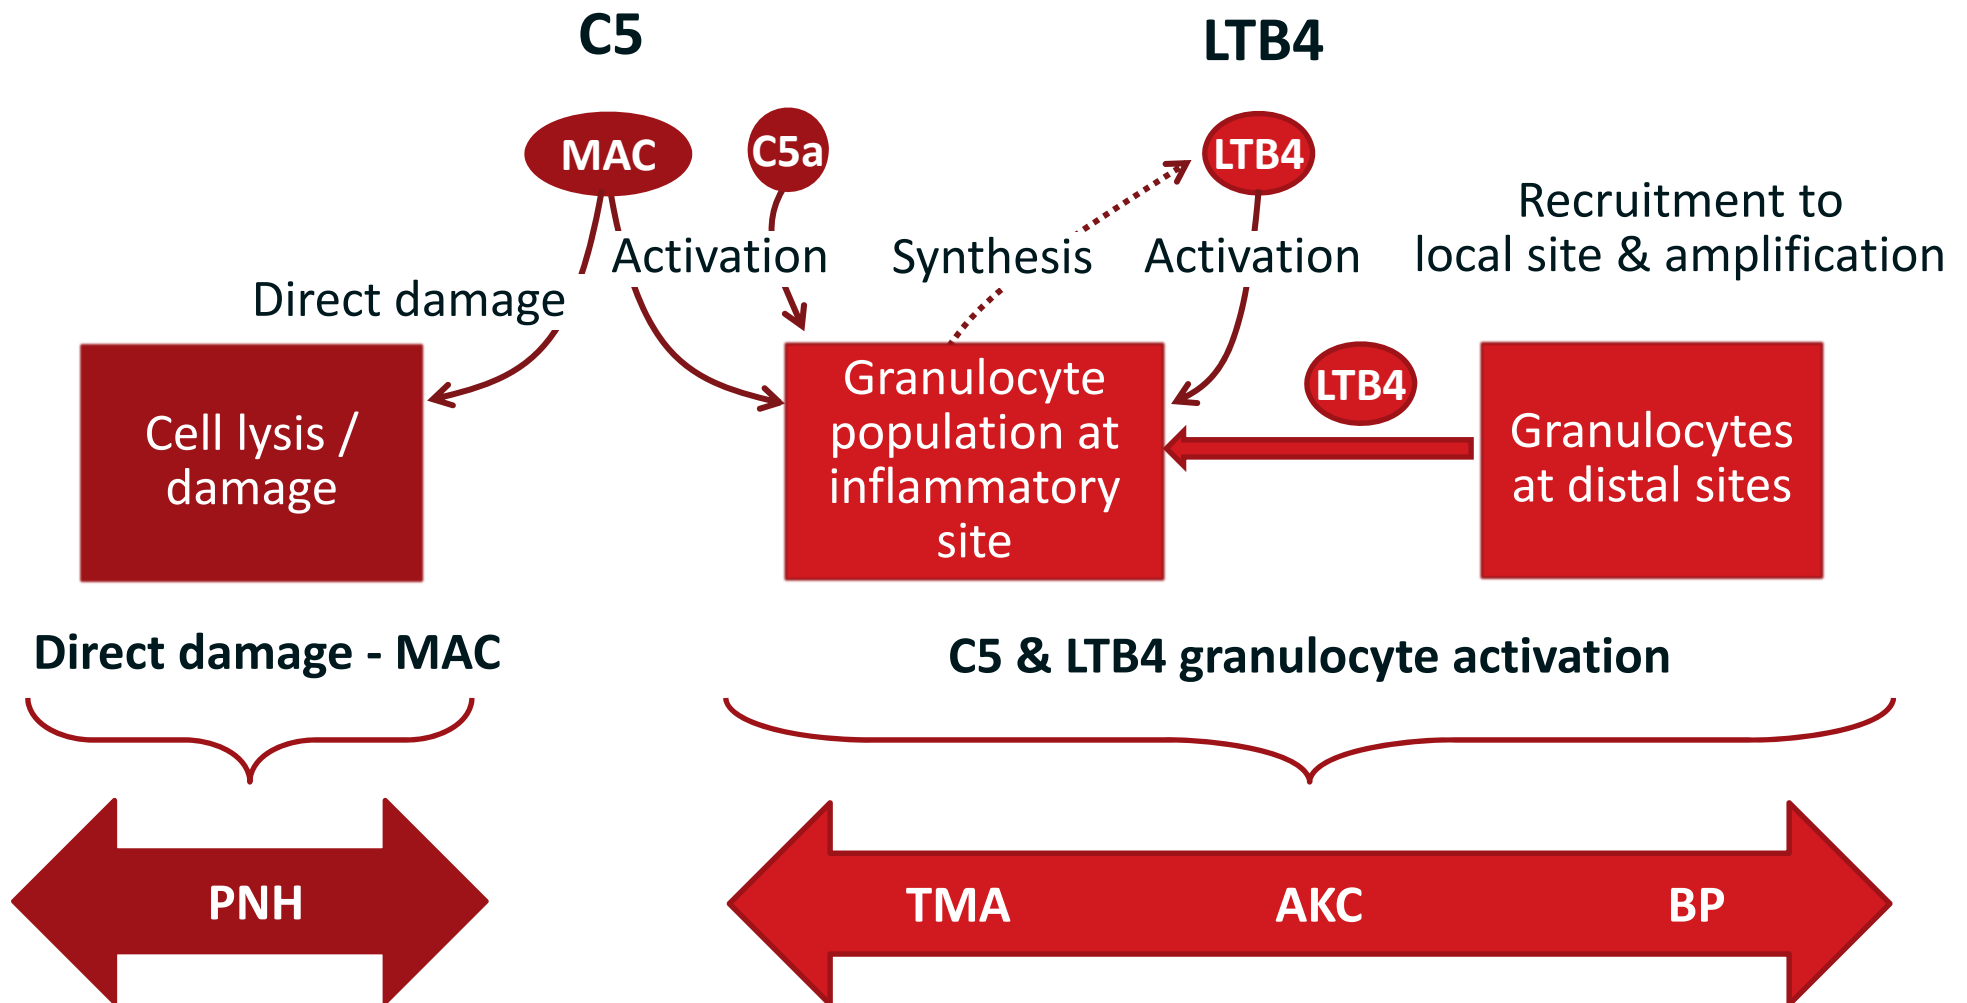 C5
LTB4
MAC
C5a
LTB4
Recruitment to
local site & amplification
Activation
Synthesis
Activation
Direct damage
Cell lysis /
damage
Granulocyte
population at
inflammatory
site
LTB4
Granulocytes
at distal sites
Direct damage - MAC
C5 & LTB4 granulocyte activation
PNH
TMA
AKC
BP